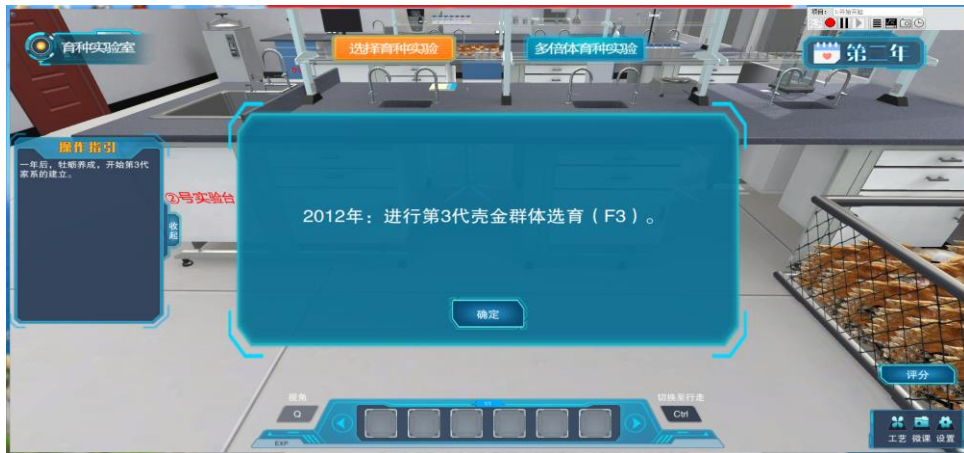 项目：
育种实验室
选择育种实验
多倍体育种实验
第二年
操作指引
一年后，牡蛎养成，开始第3代
家系的建立。
收起
②号实验台
2012年：进行第3代壳金群体选育（F3）。
确定
评分
视角
Q
切换至行走
Ctrl
1/1
EXP
工艺 微课 设置